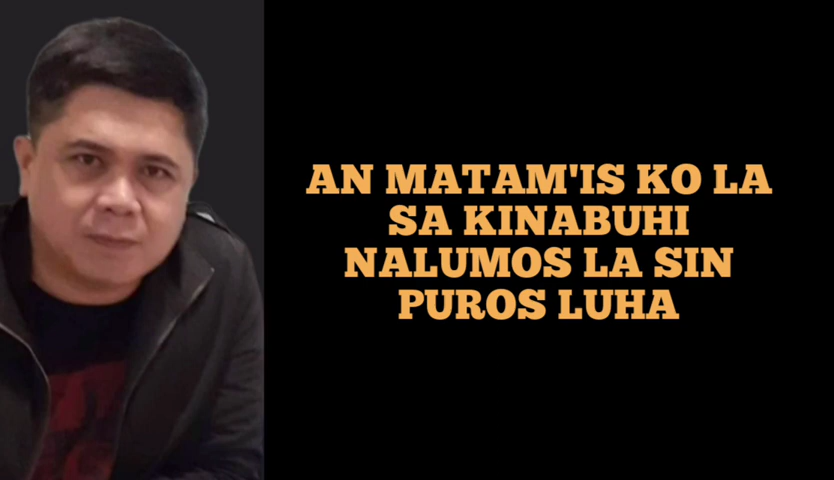 AN MATAM'IS KO LA
SA KINABUHI
NALUMOS LA SIN
PUROS LUHA